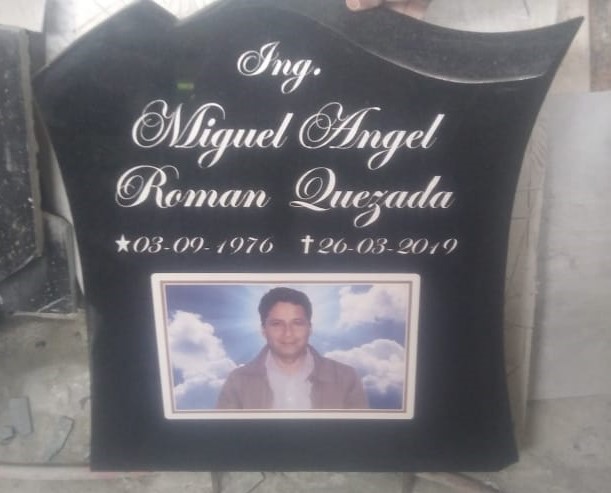 Ing.
Miguel Angel
Roman Quezada
★03-09-1976 ✝26-03-2019